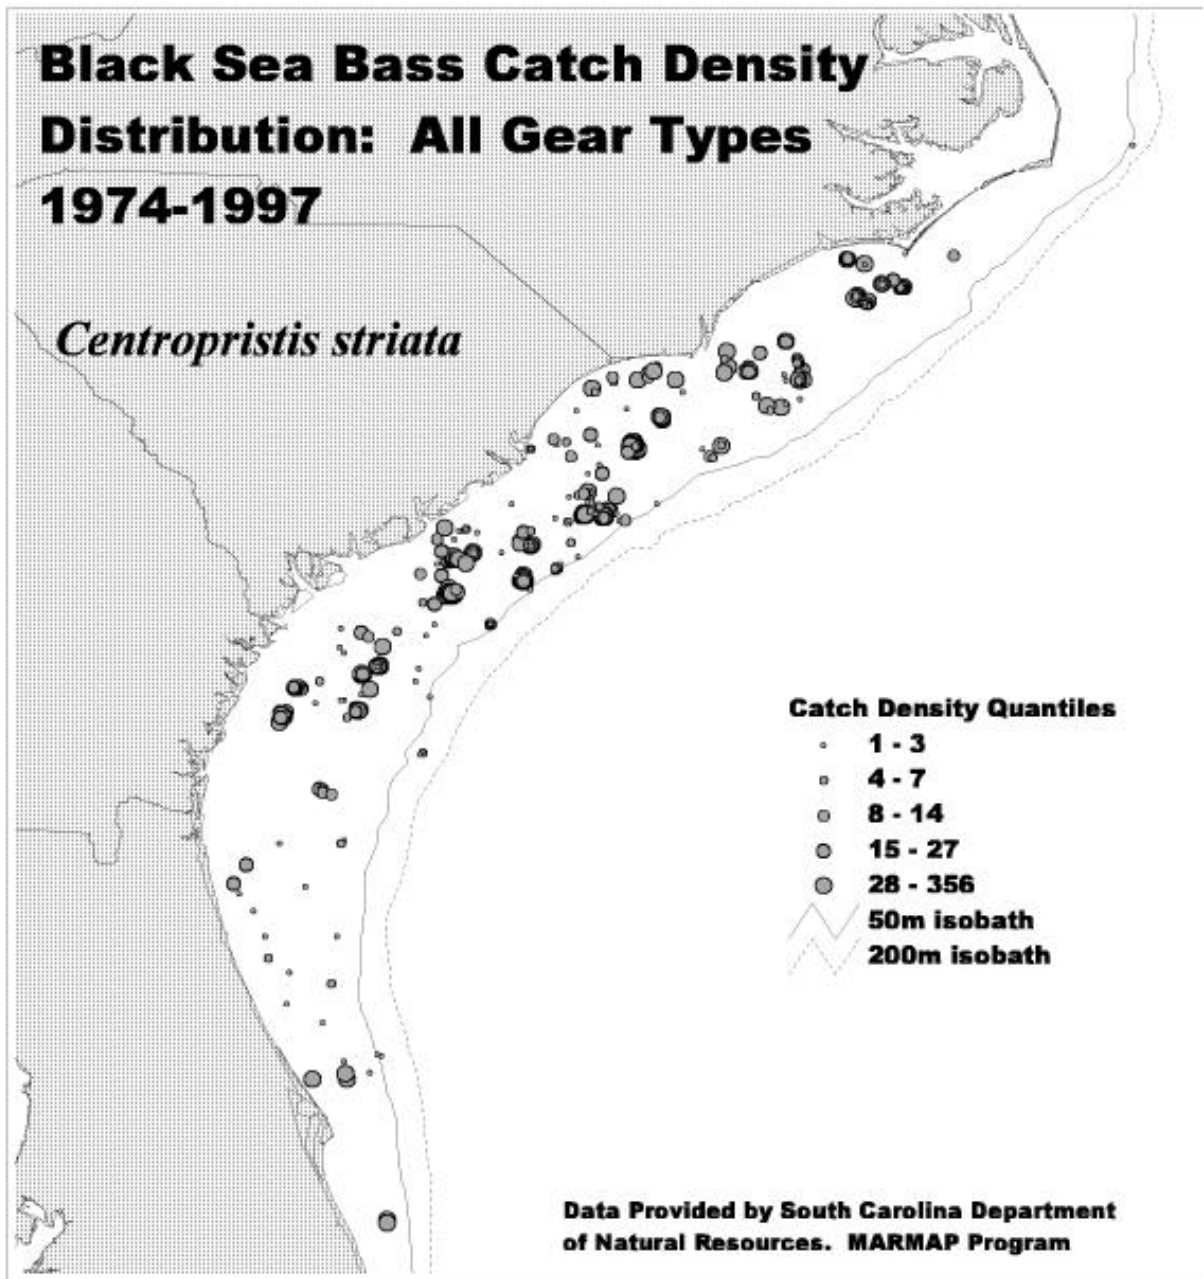 Black Sea Bass Catch Density
Distribution: All Gear Types
1974-1997
Centropristis striata
Catch Density Quantiles
1 - 3
4 - 7
8 - 14
15 - 27
28 - 356
50m isobath
200m isobath
Data Provided by South Carolina Department
of Natural Resources. MARMAP Program